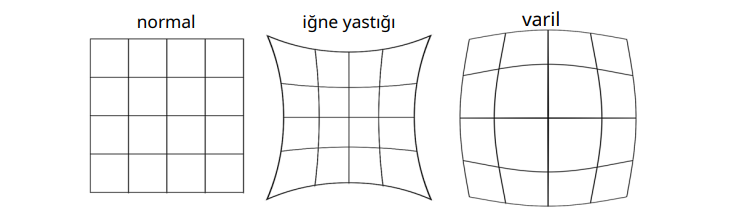 normal
iğne yastığı
varil